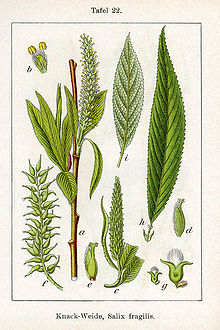 Tafel 22.
b
i
a
h
d
f
e
c
g
Knack-Weide, Salix fragilis.